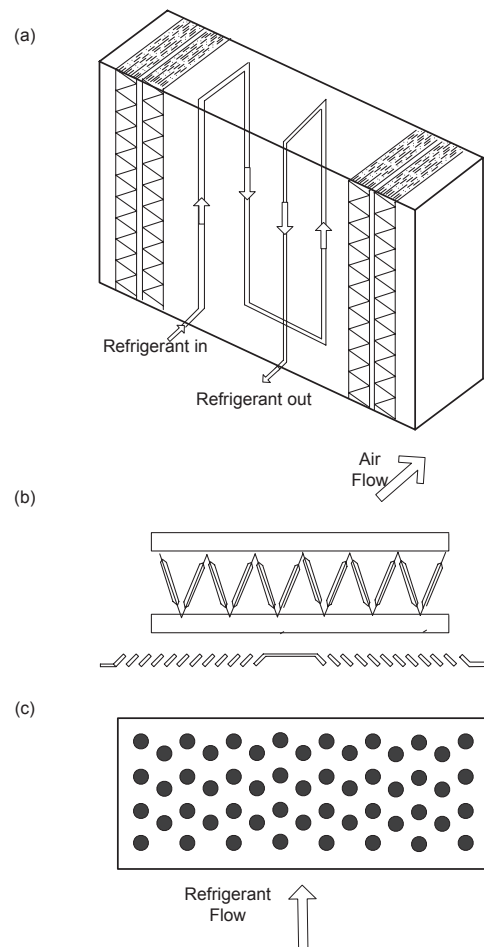 (a)
Refrigerant in
Refrigerant out
Air
Flow
(b)
(c)
Refrigerant
Flow